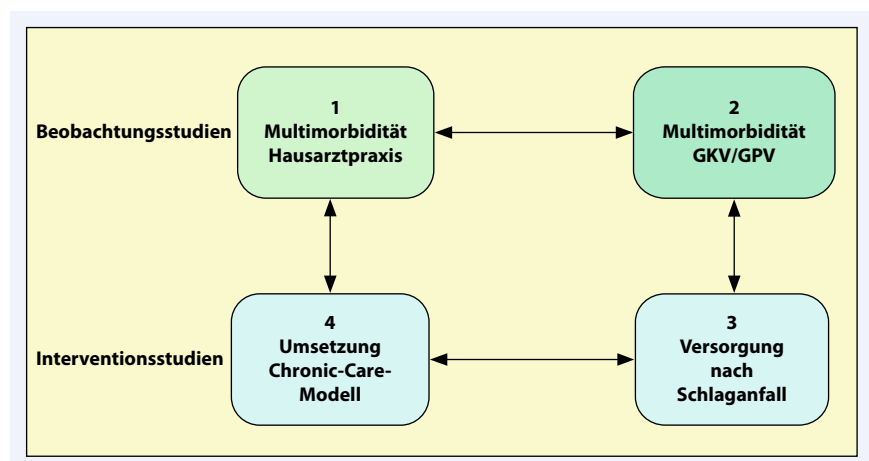 Beobachtungsstudien
1
Multimorbidität
Hausarztpraxis
2
Multimorbidität
GKV/GPV
Interventionsstudien
4
Umsetzung
Chronic-Care-
Modell
3
Versorgung
nach
Schlaganfall